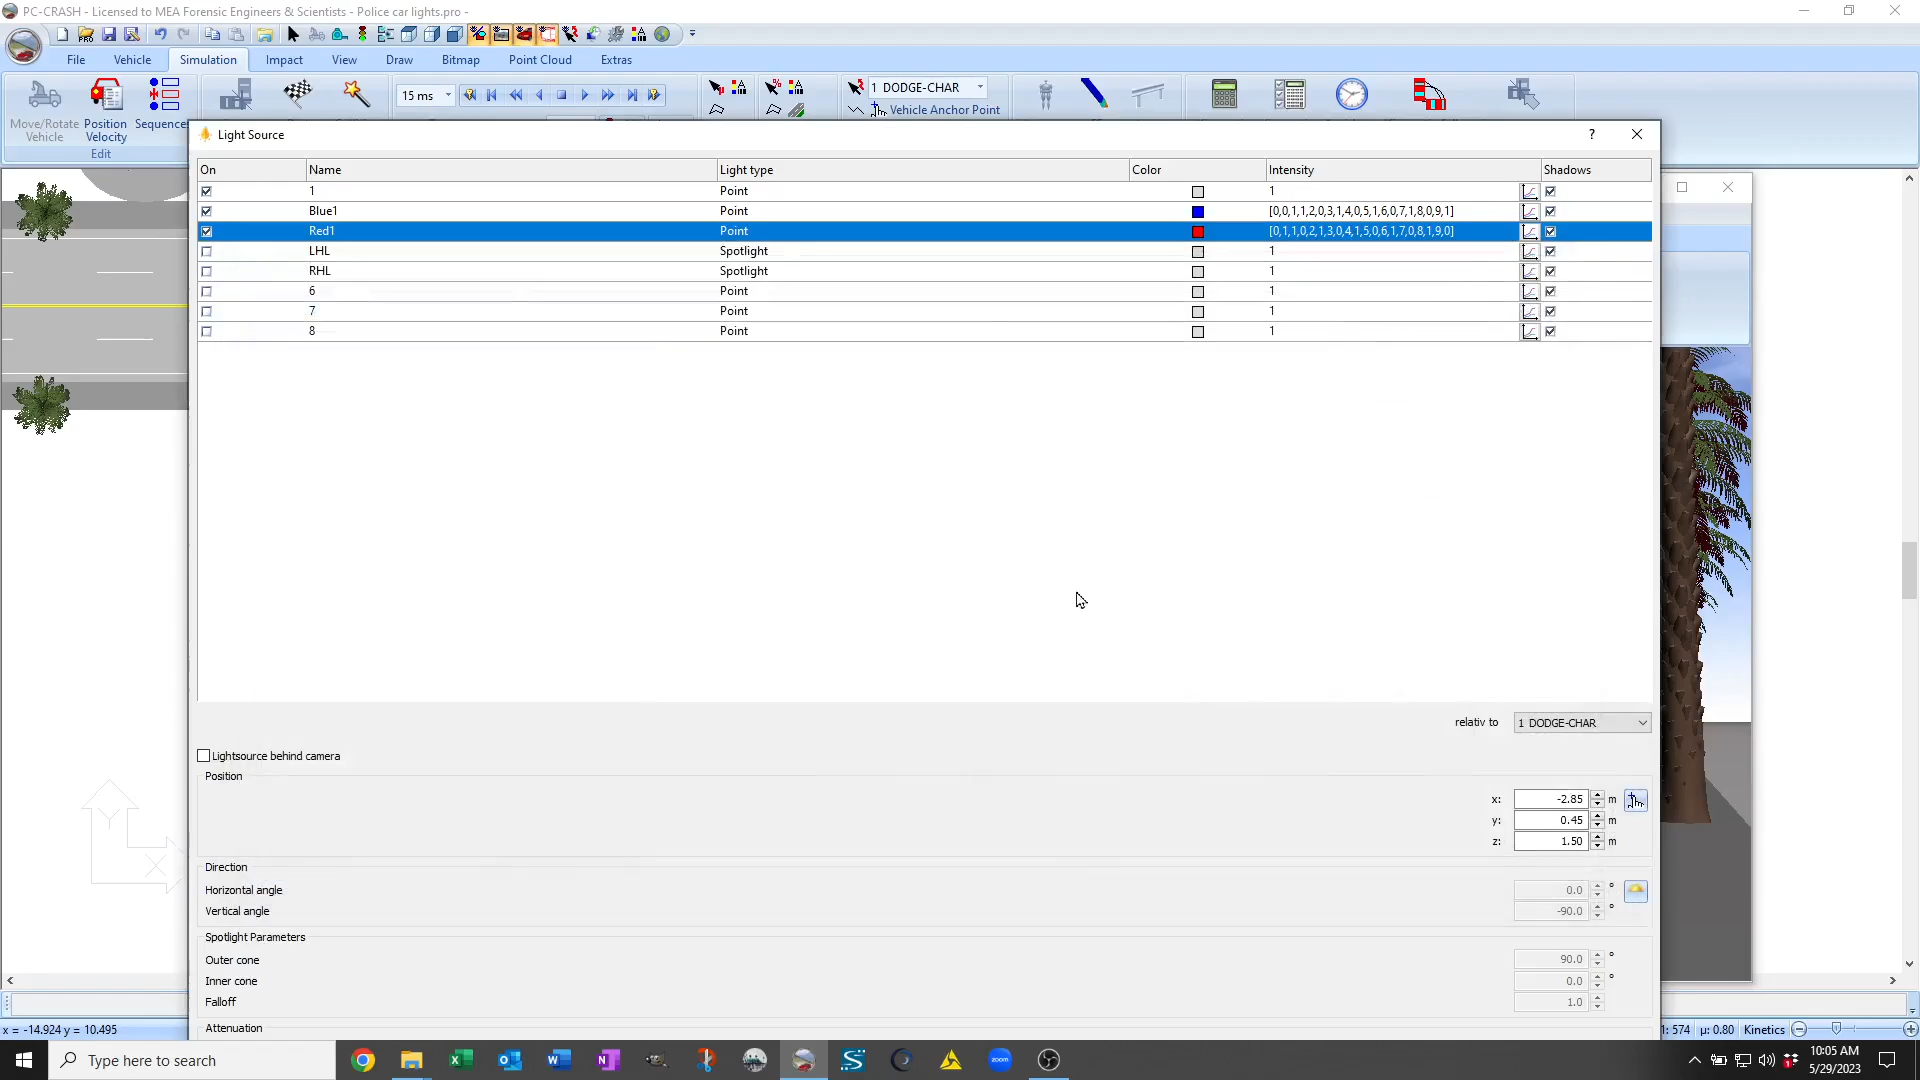 PC-CRASH - Licensed to MEA Forensic Engineers & Scientists - Police car lights.pro -
File Vehicle Simulation Impact View Draw Bitmap Point Cloud Extras
15 ms
1 DODGE-CHAR
Vehicle Anchor Point
Move/Rotate Vehicle
Position Velocity
Sequences
Edit
Light Source
?
On Name Light type Color Intensity Shadows
1 Point 1
Blue1 Point [0,0,1,1,2,0,3,1,4,0,5,1,6,0,7,1,8,0,9,1]
Red1 Point [0,1,1,0,2,1,3,0,4,1,5,0,6,1,7,0,8,1,9,0]
LHL Spotlight 1
RHL Spotlight 1
6 Point 1
7 Point 1
8 Point 1
relativ to 1 DODGE-CHAR
Lightsource behind camera
Position
x: -2.85 m
y: 0.45 m
z: 1.50 m
Direction
Horizontal angle 0.0 °
Vertical angle -90.0 °
Spotlight Parameters
Outer cone 90.0 °
Inner cone 0.0 °
Falloff 1.0
Attenuation
x = -14.924 y = 10.495
1: 574 µ: 0.80 Kinetics
Type here to search
10:05 AM
5/29/2023